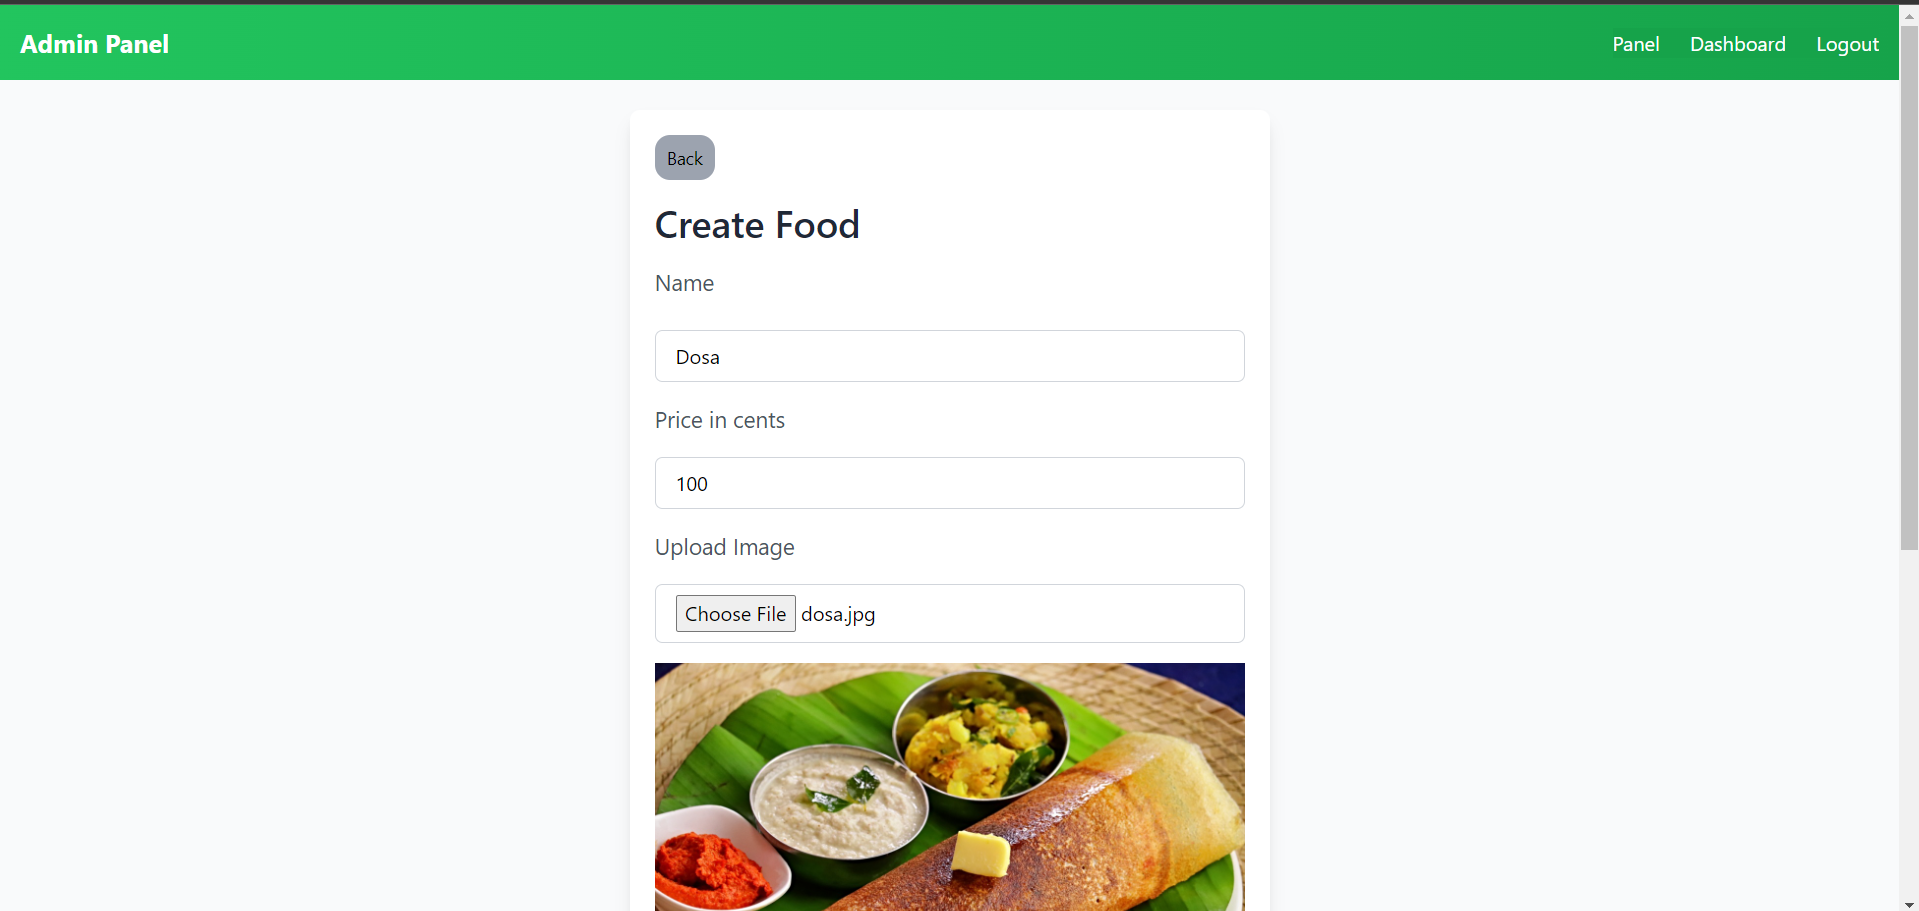 Admin Panel
Panel
Dashboard
Logout
Back
Create Food
Name
Dosa
Price in cents
100
Upload Image
Choose File dosa.jpg